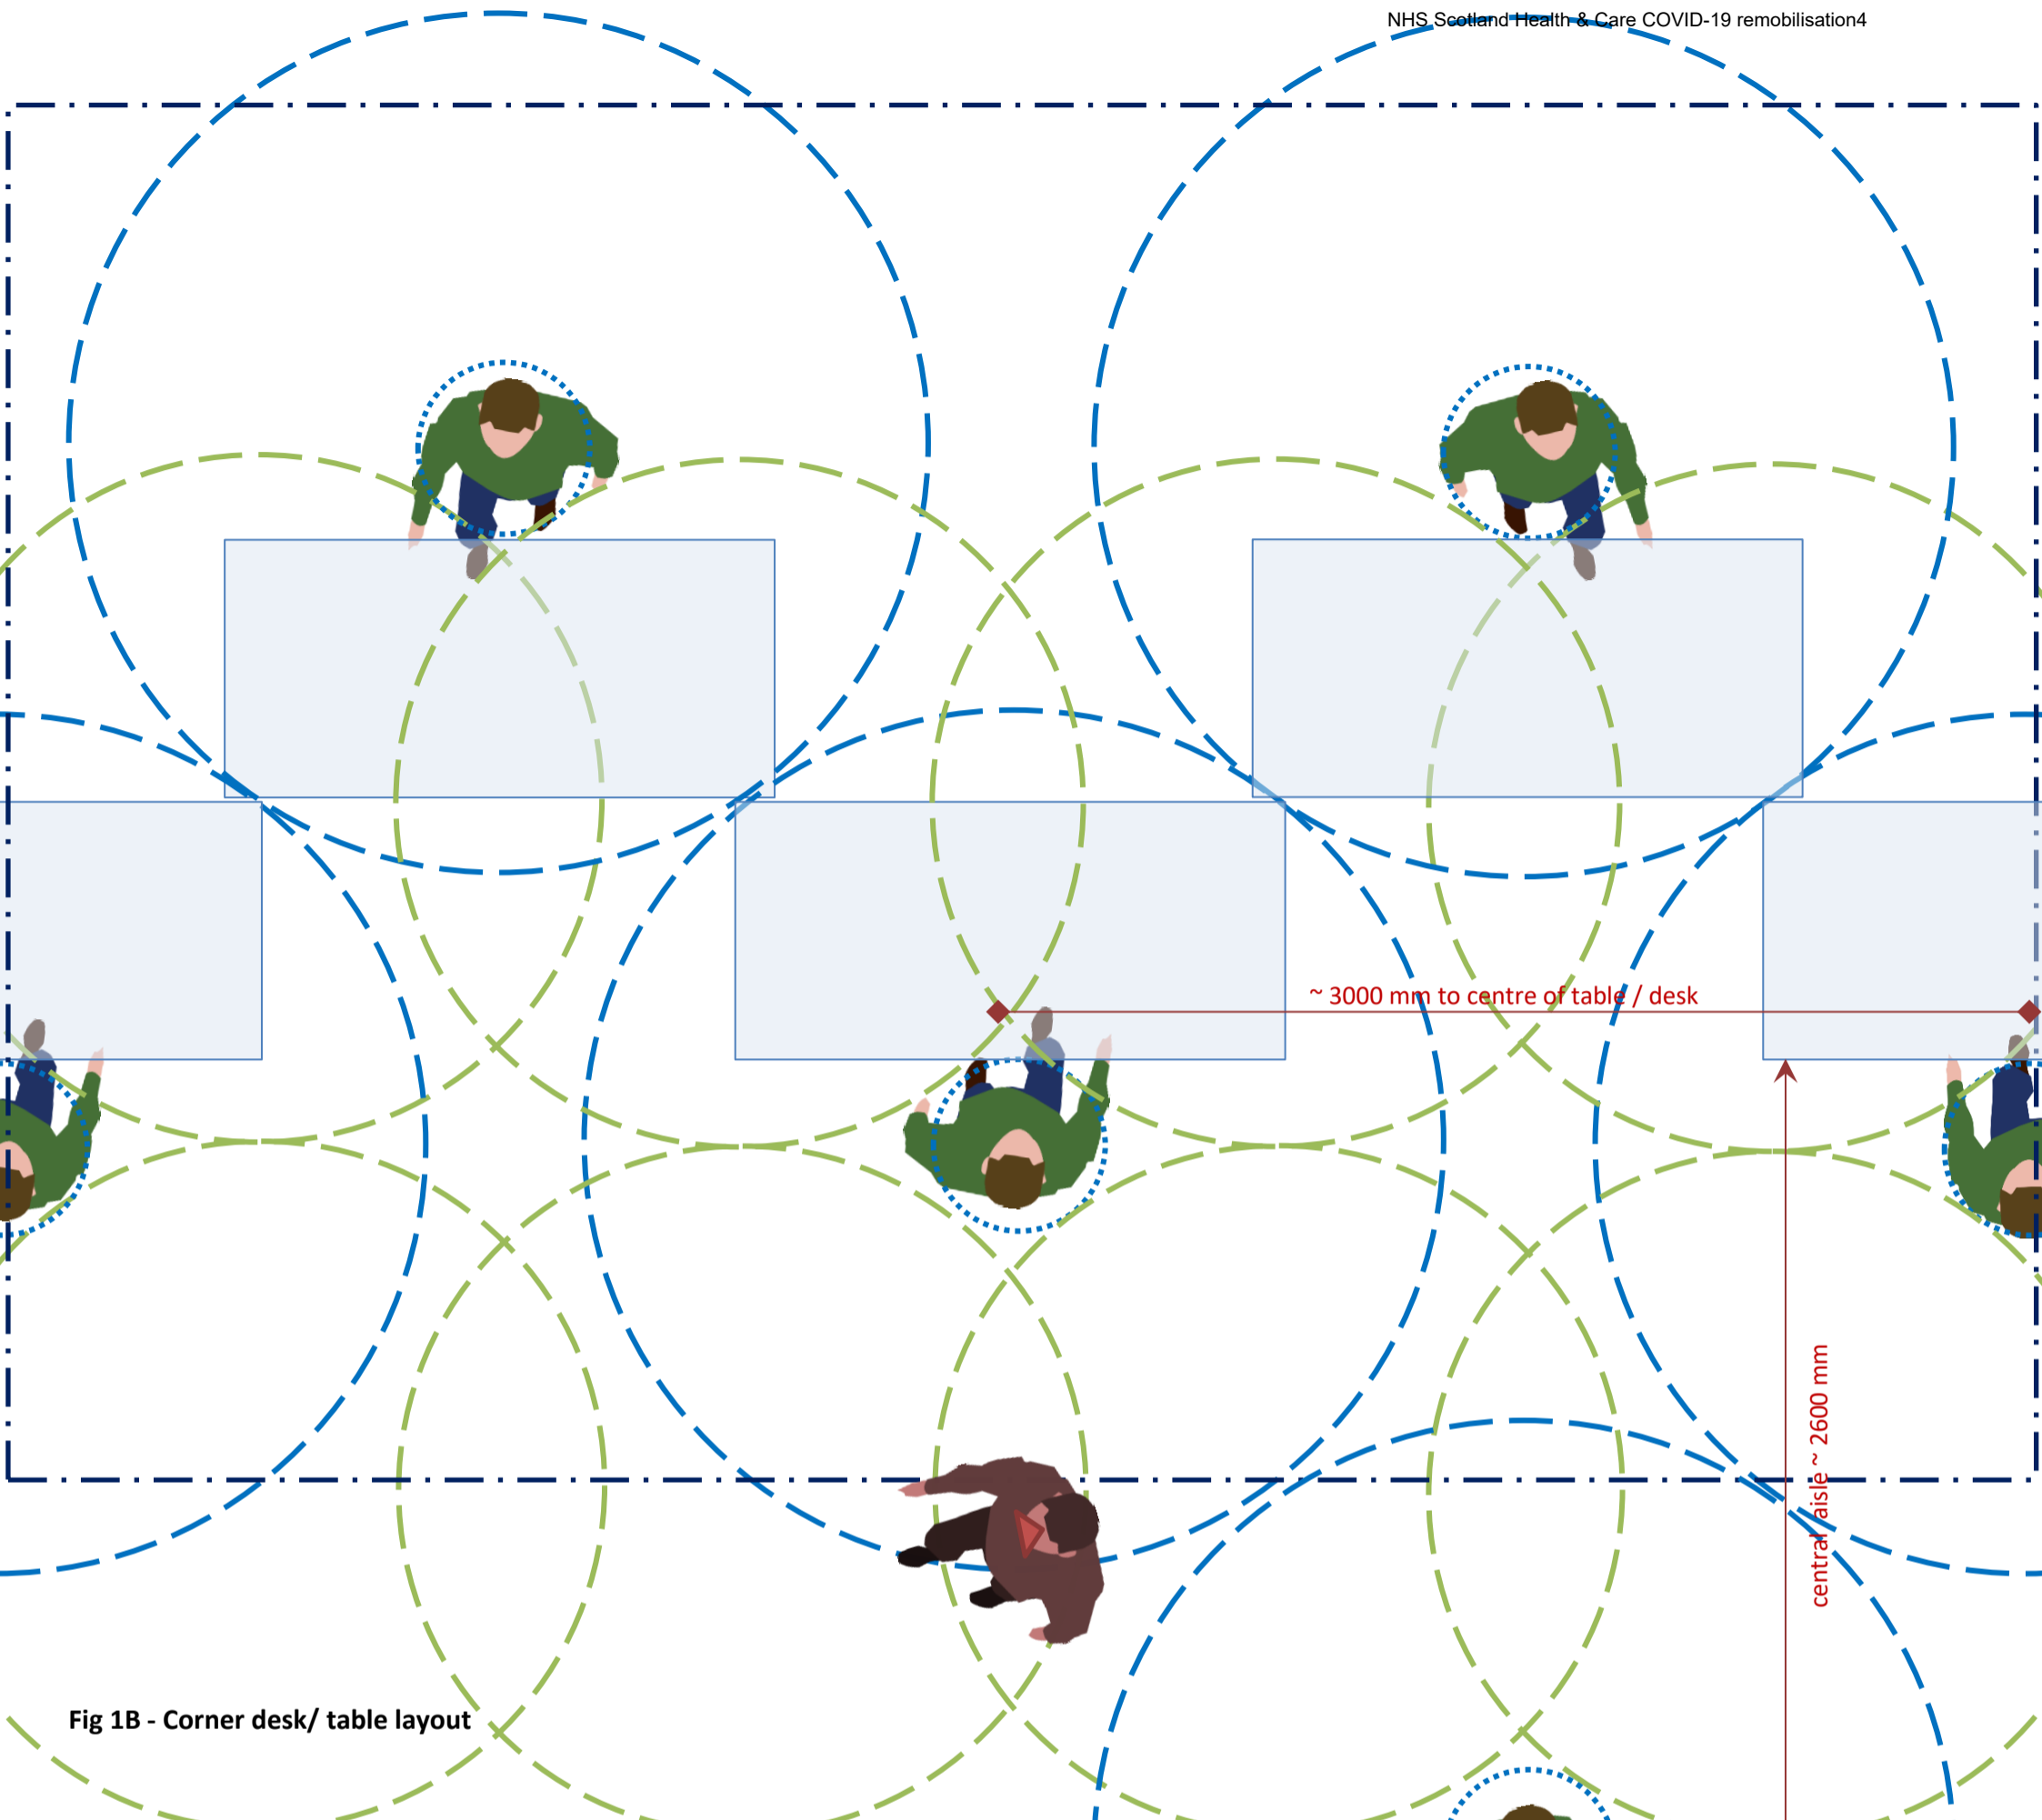 NHS Scotland Health & Care COVID-19 remobilisation4
~ 3000 mm to centre of table / desk
central aisle ~ 2600 mm
Fig 1B - Corner desk/ table layout